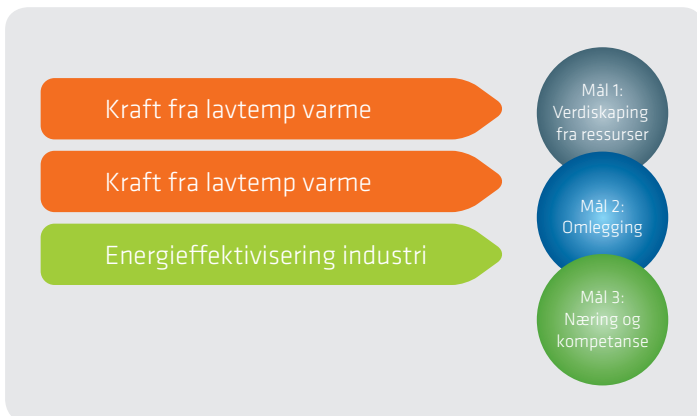 Kraft fra lavtemp varme
Kraft fra lavtemp varme
Energieffektivisering industri
Mål 1:
Verdiskaping
fra ressurser
Mål 2:
Omlegging
Mål 3:
Næring og
kompetanse